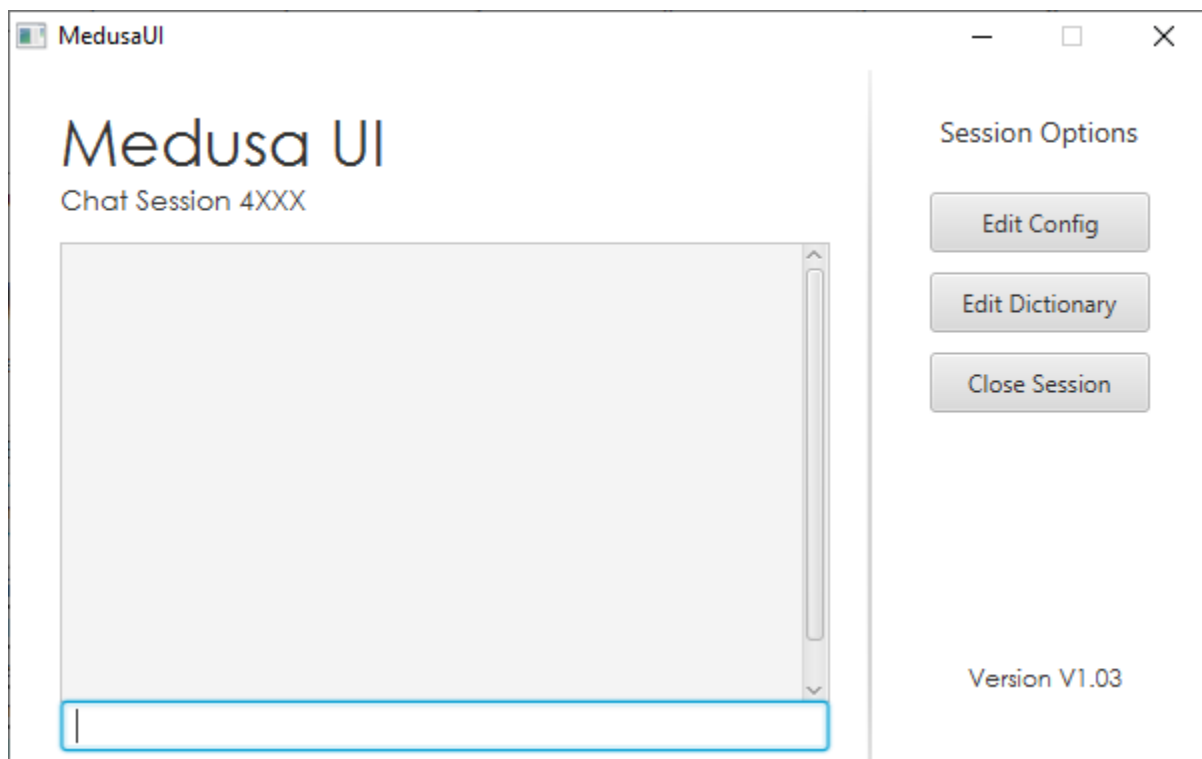 MedusaUI
Medusa UI
Chat Session 4XXX
Session Options
Edit Config
Edit Dictionary
Close Session
Version V1.03